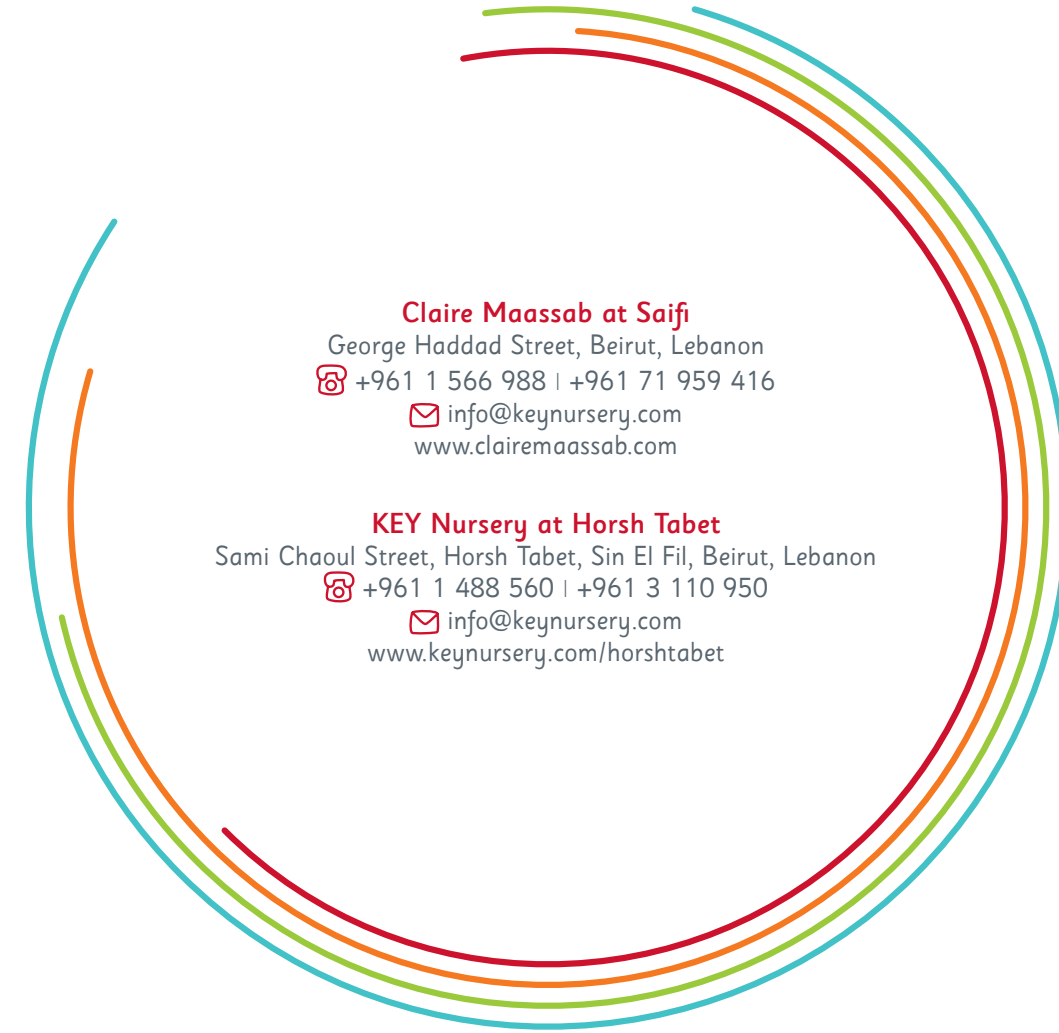 Claire Maassab at Saifi
George Haddad Street, Beirut, Lebanon
+961 1 566 988 | +961 71 959 416
info@keynursery.com
www.clairemaassab.com
KEY Nursery at Horsh Tabet
Sami Chaoul Street, Horsh Tabet, Sin El Fil, Beirut, Lebanon
+961 1 488 560 | +961 3 110 950
info@keynursery.com
www.keynursery.com/horshtabet